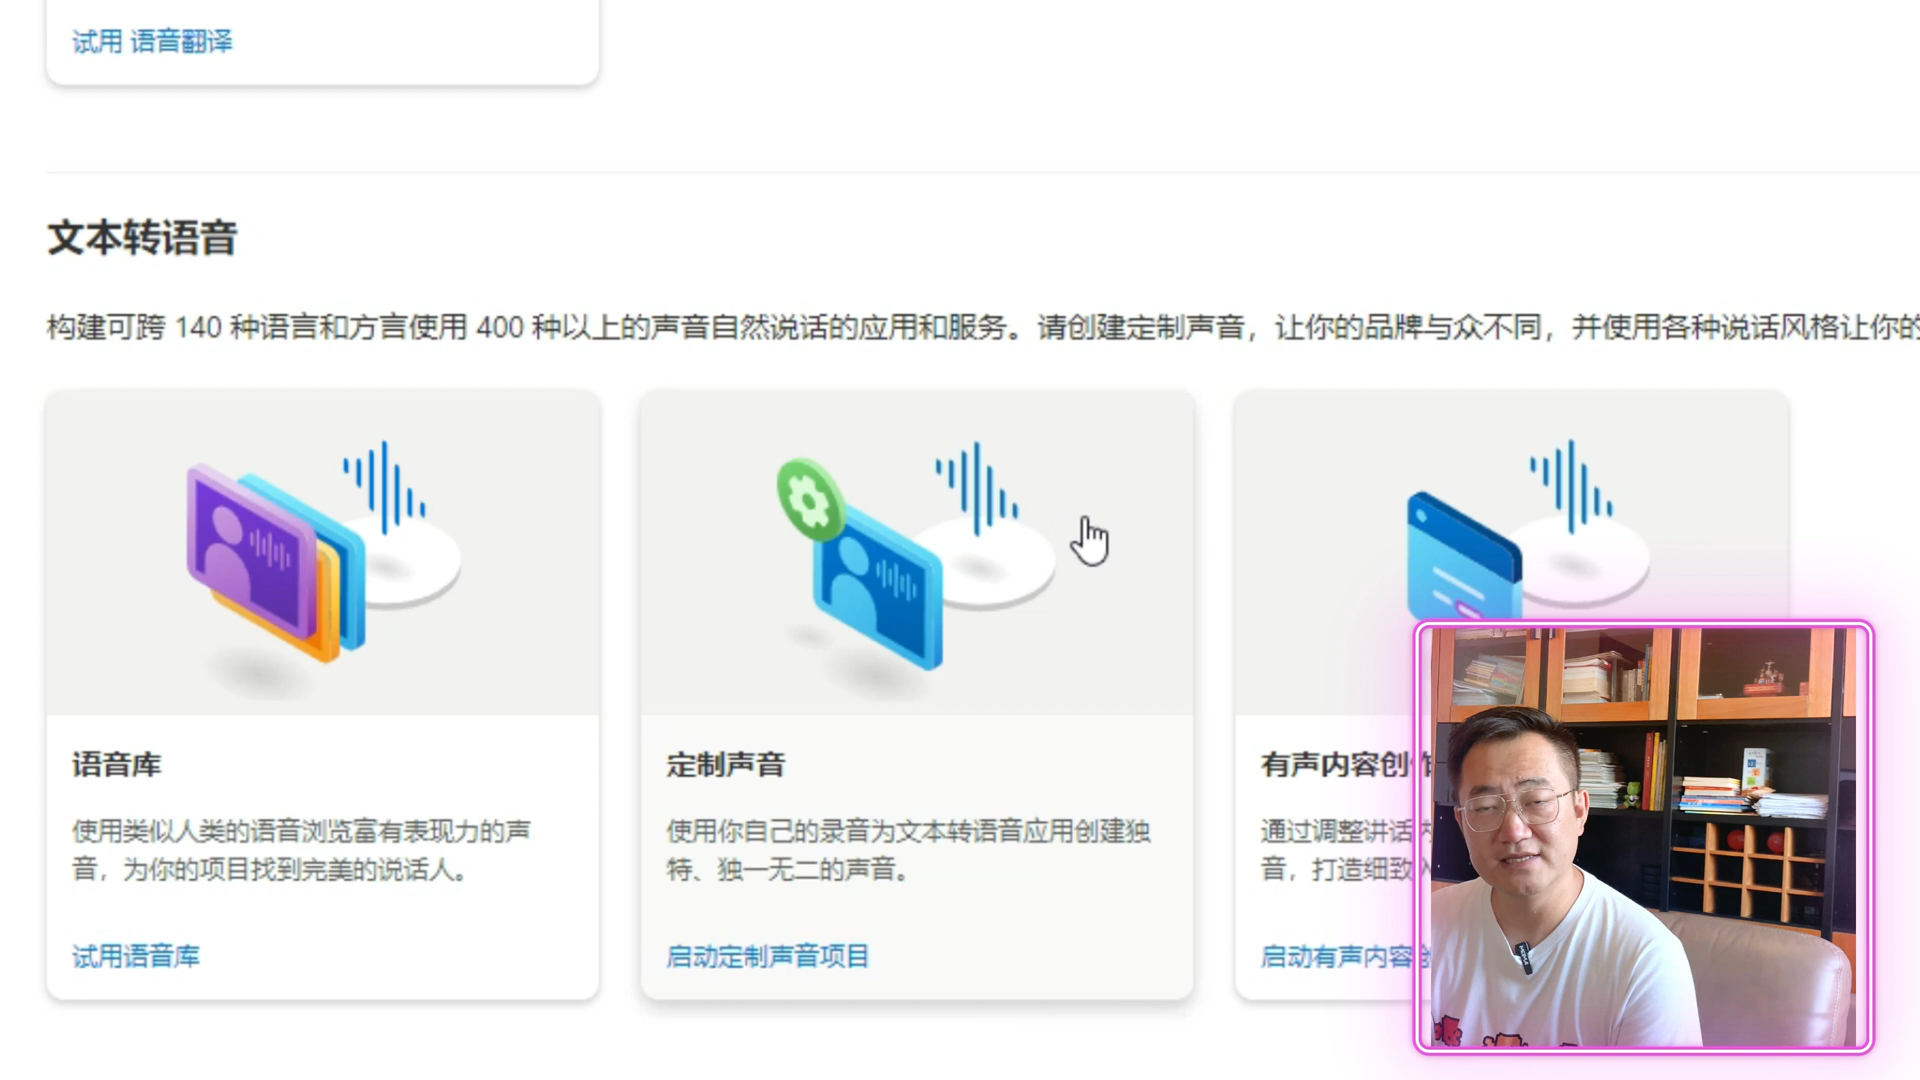 试用 语音翻译
文本转语音
构建可跨 140 种语言和方言使用 400 种以上的声音自然说话的应用和服务。请创建定制声音，让你的品牌与众不同，并使用各种说话风格让你的
语音库
使用类似人类的语音浏览富有表现力的声
音，为你的项目找到完美的说话人。
试用语音库
定制声音
使用你自己的录音为文本转语音应用创建独
特、独一无二的声音。
启动定制声音项目
有声内容创作
通过调整讲话
音，打造细致
启动有声内容